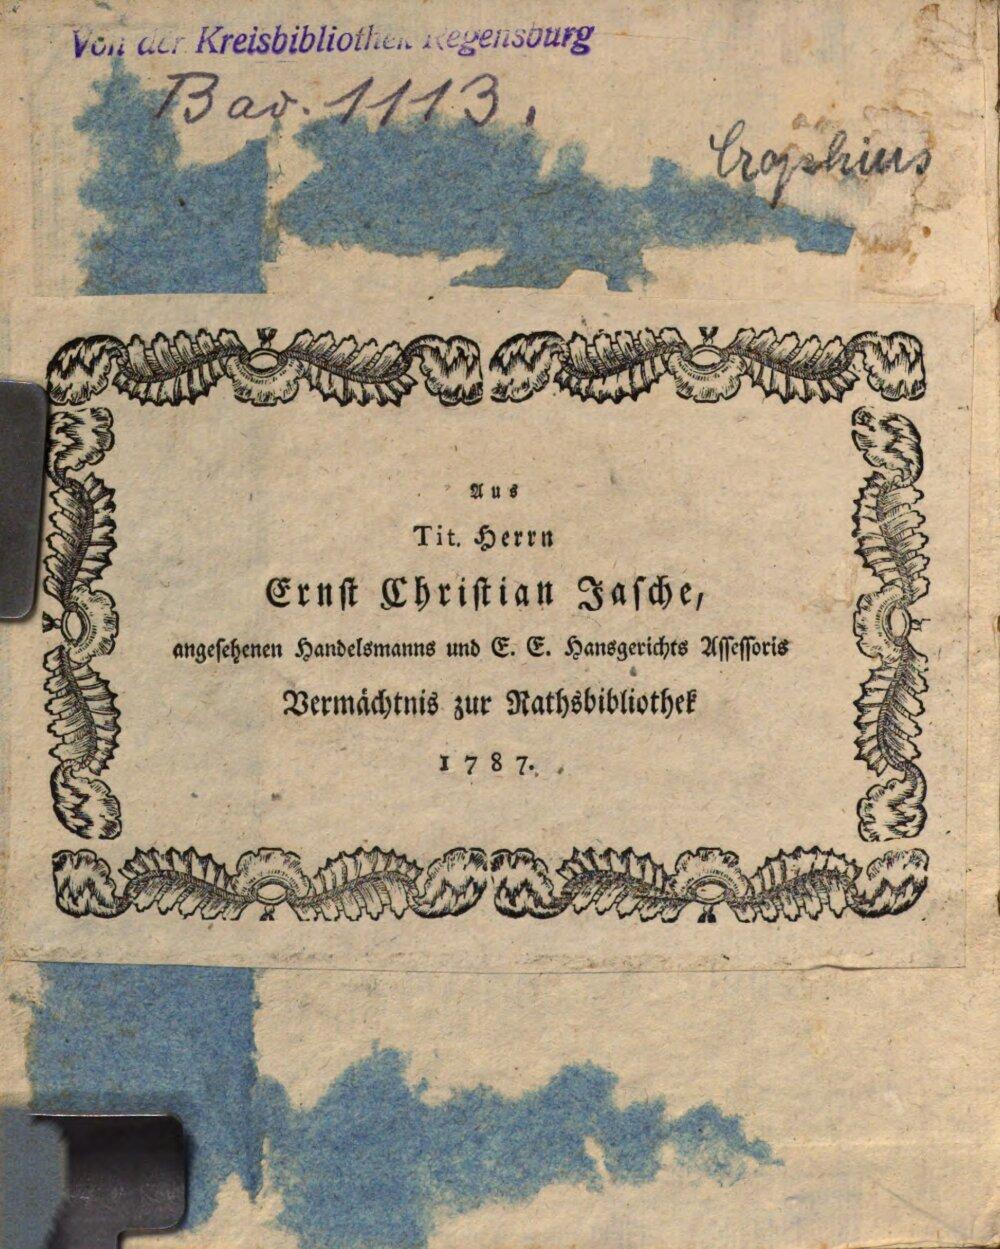 Von der Kreisbibliothek Regensburg
Bav. 1113.
Crophius
Aus
Tit. Herrn
Ernst Christian Jasche,
angesehenen Handelsmanns und E. E. Hansgerichts Assessoris
Vermächtnis zur Rathsbibliothek
1787.